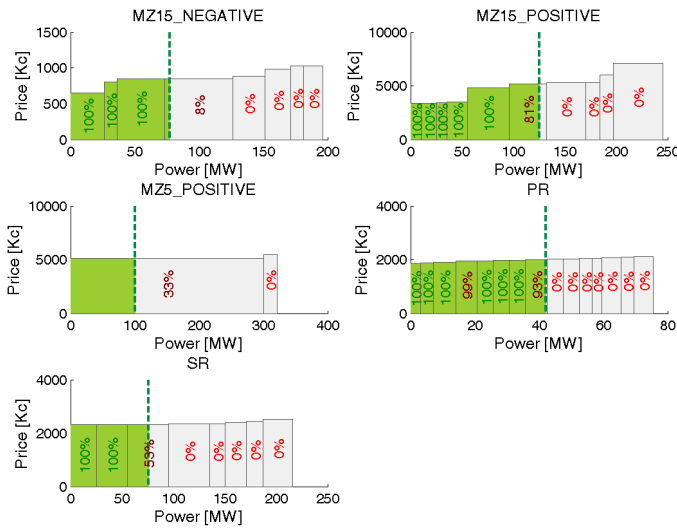 MZ15_NEGATIVE
1500
1000
500
0
Price [Kc]
100%
100%
100%
8%
0%
0%
0%
0%
0 50 100 150 200
Power [MW]
MZ15_POSITIVE
10000
5000
0
Price [Kc]
100%
100%
100%
100%
100%
81%
0%
0%
0%
0%
0 50 100 150 200 250
Power [MW]
MZ5_POSITIVE
10000
5000
0
Price [Kc]
33%
0%
0 100 200 300 400
Power [MW]
PR
4000
2000
0
Price [Kc]
100%
100%
100%
99%
100%
100%
100%
93%
0%
0%
0%
0%
0%
0%
0%
0 20 40 60 80
Power [MW]
SR
4000
2000
0
Price [Kc]
100%
100%
53%
0%
0%
0%
0%
0%
0 50 100 150 200 250
Power [MW]